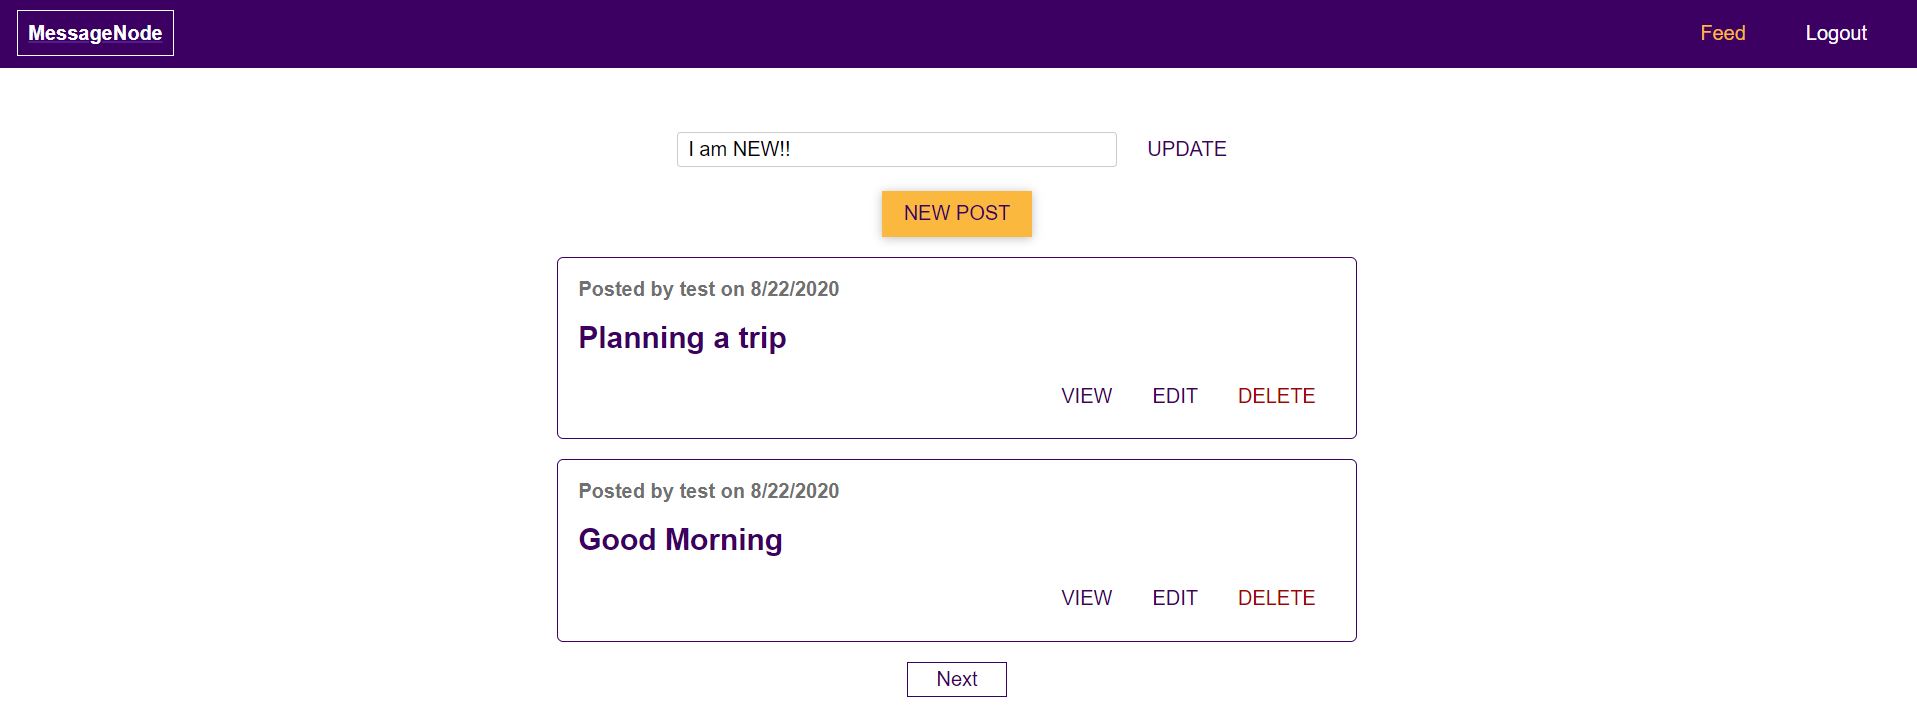 MessageNode Feed Logout
I am NEW!! UPDATE
NEW POST
Posted by test on 8/22/2020
Planning a trip
VIEW EDIT DELETE
Posted by test on 8/22/2020
Good Morning
VIEW EDIT DELETE
Next